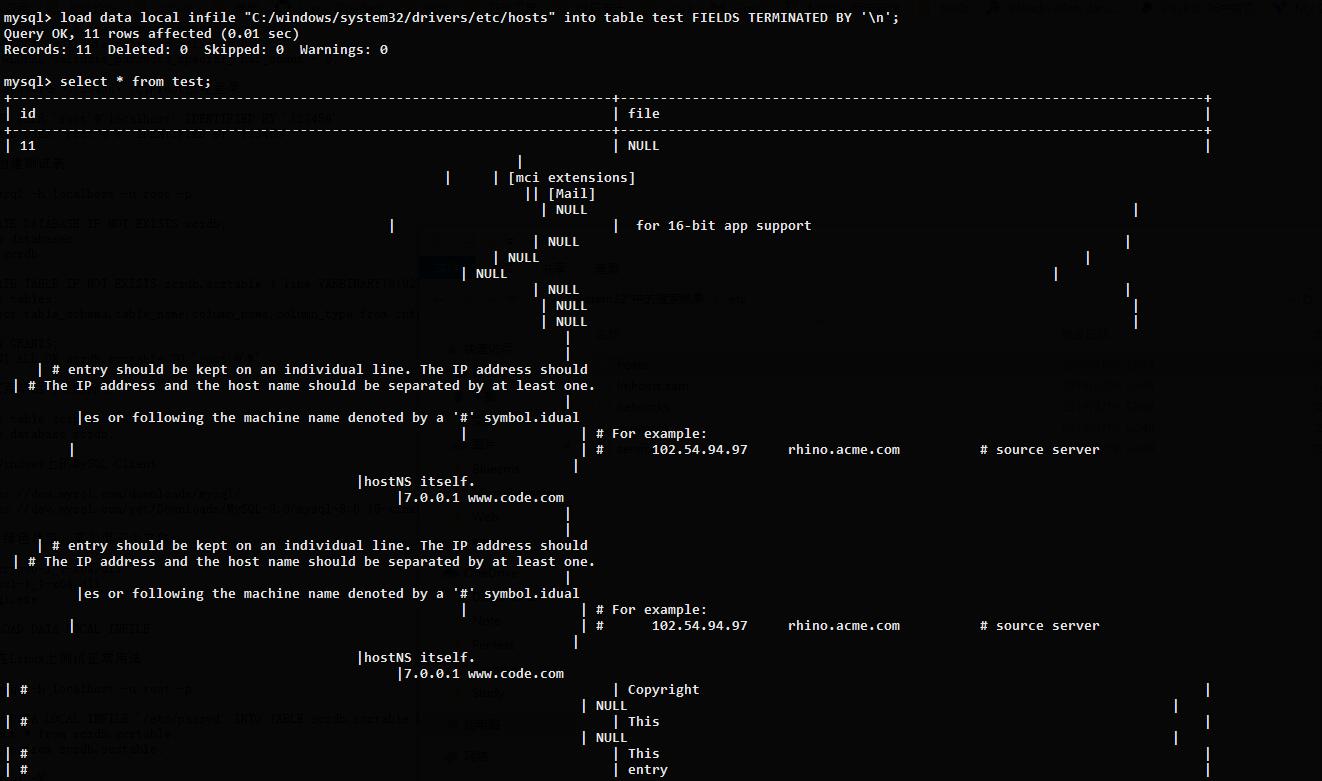 mysql> load data local infile "C:/windows/system32/drivers/etc/hosts" into table test FIELDS TERMINATED BY '\n';
Query OK, 11 rows affected (0.01 sec)
Records: 11  Deleted: 0  Skipped: 0  Warnings: 0
mysql> select * from test;
+---------------------------------------------------------------------------+-------------------------------------------------------------------------+
| id | file |
+---------------------------------------------------------------------------+-------------------------------------------------------------------------+
| 11 | NULL |
|
| | [mci extensions]
|| [Mail]
| NULL |
| | for 16-bit app support
| NULL |
| NULL |
| NULL |
| NULL |
| NULL |
| NULL |
|
|
| # entry should be kept on an individual line. The IP address should
| # The IP address and the host name should be separated by at least one.
|
|es or following the machine name denoted by a '#' symbol.idual
| | # For example:
| | # 102.54.94.97 rhino.acme.com # source server
|
|hostNS itself.
|7.0.0.1 www.code.com
|
|
| # entry should be kept on an individual line. The IP address should
| # The IP address and the host name should be separated by at least one.
|
|es or following the machine name denoted by a '#' symbol.idual
| | # For example:
| | # 102.54.94.97 rhino.acme.com # source server
|
|hostNS itself.
|7.0.0.1 www.code.com
| # | Copyright |
| NULL |
| # | This |
| NULL |
| # | This |
| # | entry |